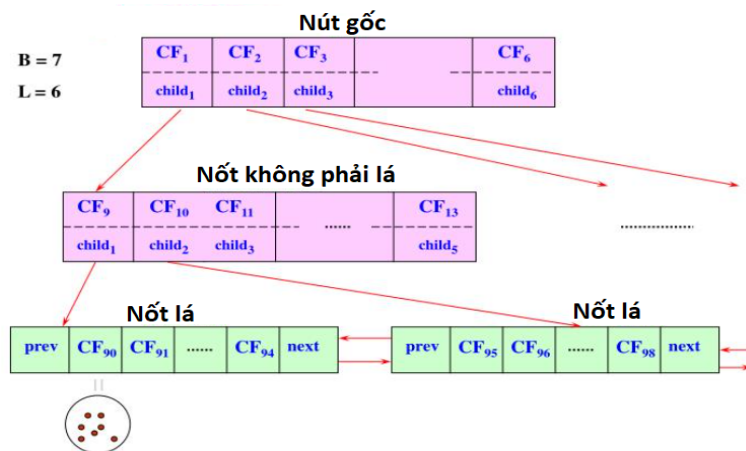 Nút gốc
B = 7
L = 6
CF1 CF2 CF3 CF6
child1 child2 child3 child6
Nốt không phải lá
CF9 CF10 CF11 ...... CF13
child1 child2 child3 child5
Nốt lá Nốt lá
prev CF90 CF91 ...... CF94 next prev CF95 CF96 ...... CF98 next